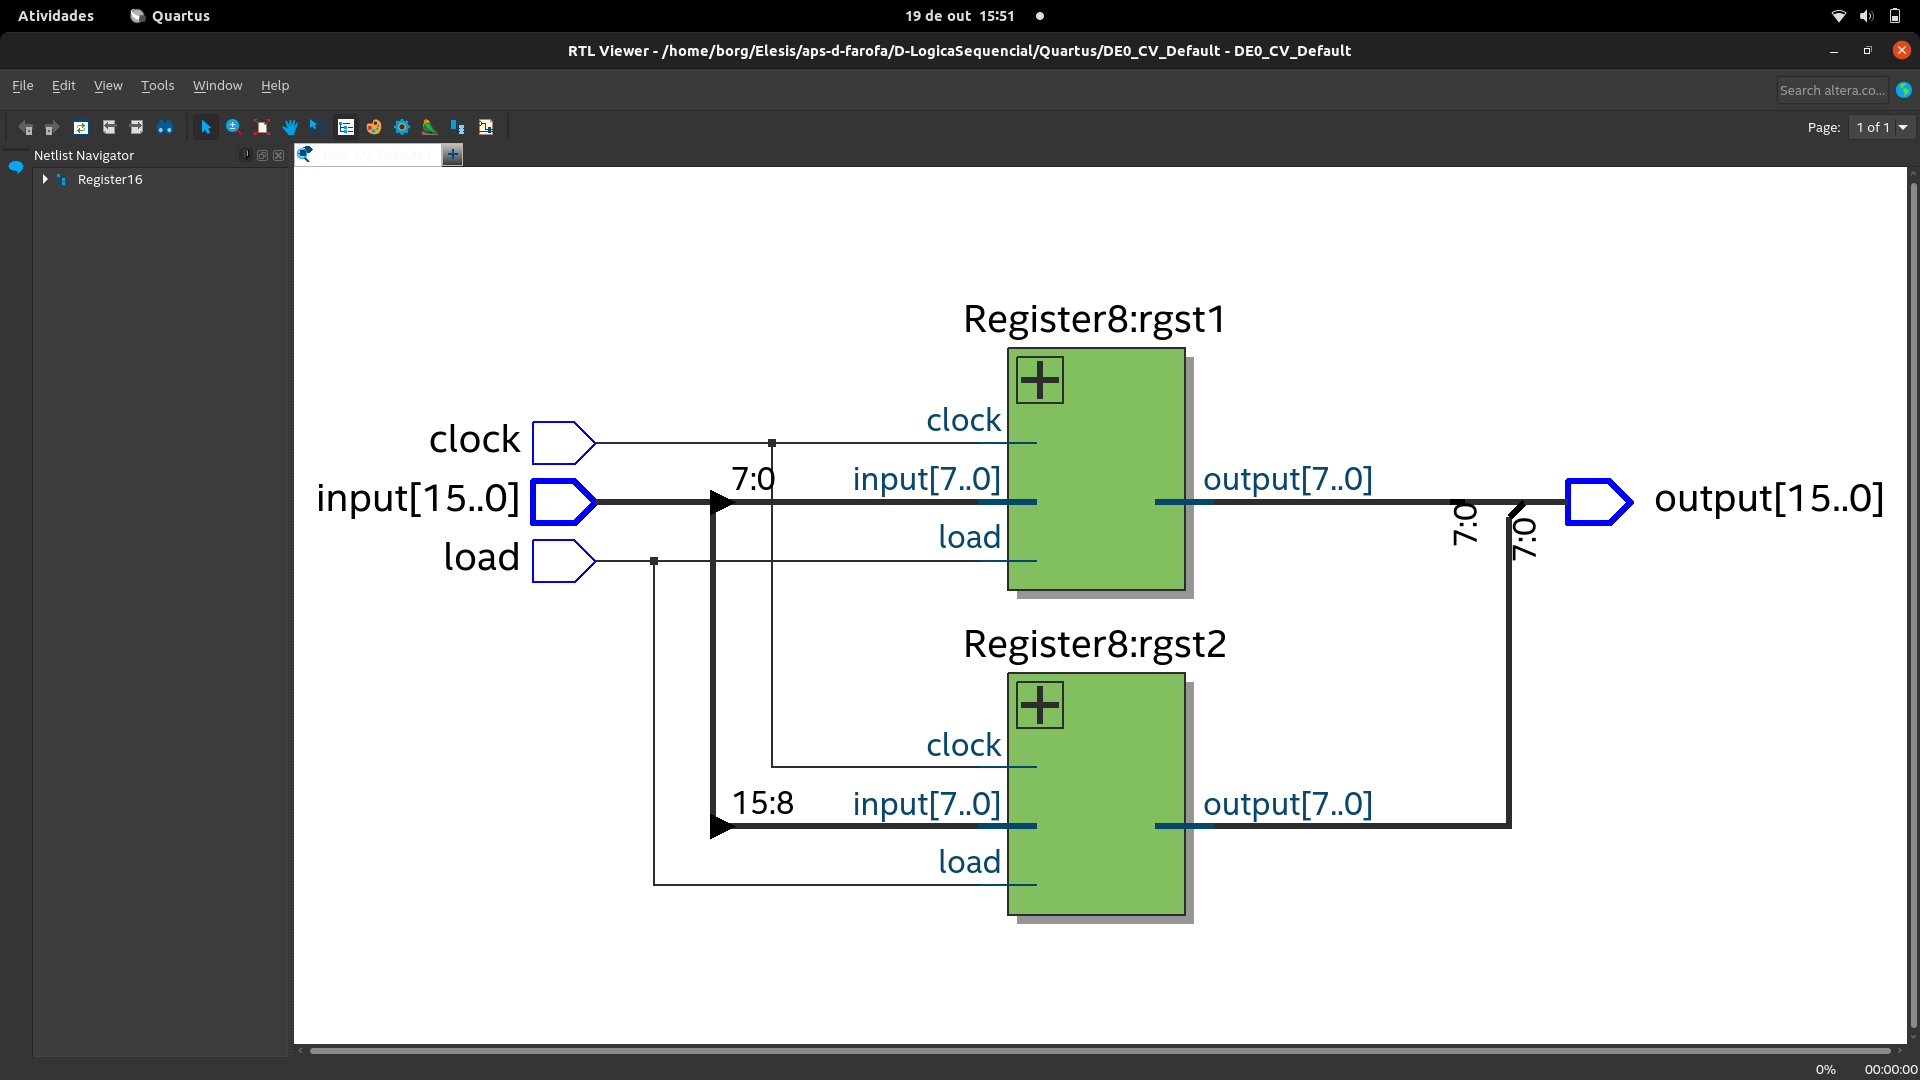 Atividades
Quartus
19 de out 15:51
RTL Viewer - /home/borg/Elesis/aps-d-farofa/D-LogicaSequencial/Quartus/DE0_CV_Default - DE0_CV_Default
File Edit View Tools Window Help
Search altera.co...
Page: 1 of 1
Netlist Navigator
Register16
Register8:rgst1
clock
clock
7:0
input[7..0]
output[7..0]
input[15..0]
output[15..0]
7:0
7:0
load
load
Register8:rgst2
clock
15:8
input[7..0]
output[7..0]
load
0%
00:00:00